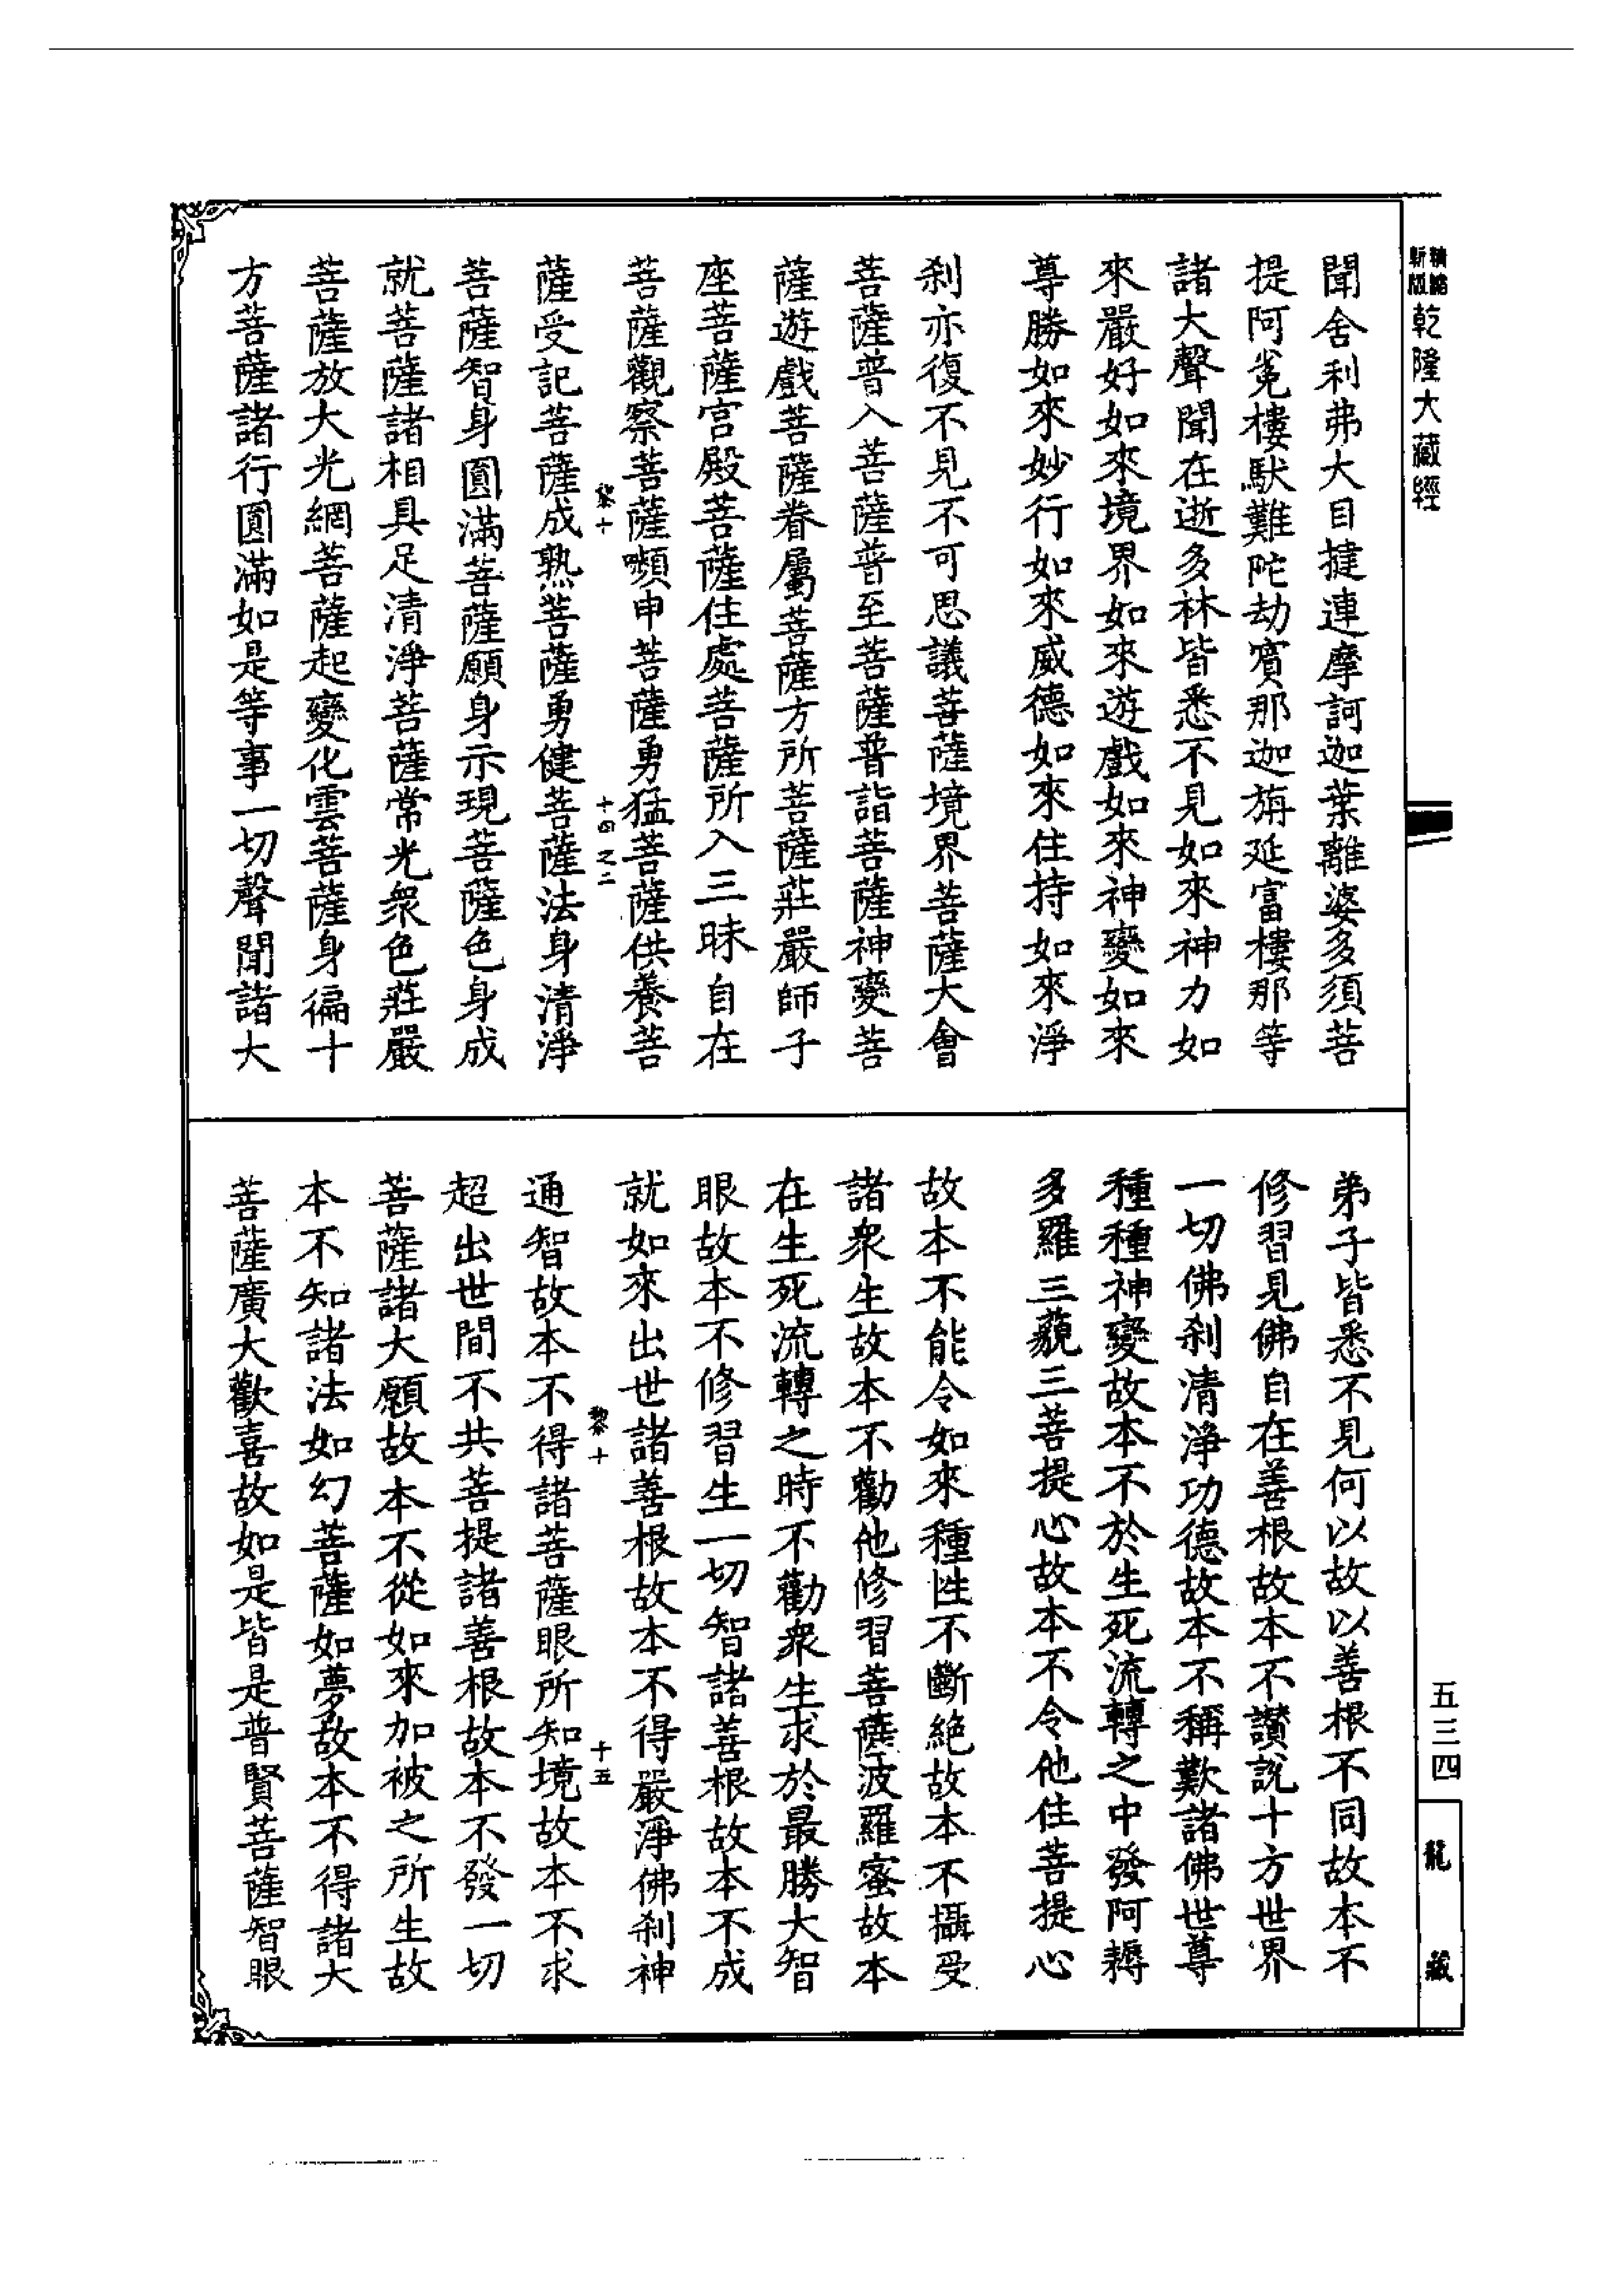 精縮新版乾隆大藏經
聞舍利弗大目揵連摩訶迦葉離婆多須菩
提阿㝹樓馱難陀劫賓那迦旃延富樓那等
諸大聲聞在逝多林皆悉不見如來神力如
來嚴好如來境界如來遊戲如來神變如來
尊勝如來妙行如來威德如來住持如來淨
刹亦復不見不可思議菩薩境界菩薩大會
菩薩普入菩薩普至菩薩普詣菩薩神變菩
薩遊戲菩薩眷屬菩薩方所菩薩莊嚴師子
座菩薩宮殿菩薩住處菩薩所入三昧自在
菩薩觀察菩薩嚬申菩薩勇猛菩薩供養菩
黎十 十四之二
薩受記菩薩成熟菩薩勇健菩薩法身清淨
菩薩智身圓滿菩薩願身示現菩薩色身成
就菩薩諸相具足清淨菩薩常光衆色莊嚴
菩薩放大光網菩薩起變化雲菩薩身徧十
方菩薩諸行圓滿如是等事一切聲聞諸大
弟子皆悉不見何以故以善根不同故本不
修習見佛自在善根故本不讃說十方世界
一切佛刹清淨功德故本不稱歎諸佛世尊
種種神變故本不於生死流轉之中發阿耨
多羅三藐三菩提心故本不令他住菩提心
故本不能令如來種性不斷絶故本不攝受
諸衆生故本不勸他修習菩薩波羅蜜故本
在生死流轉之時不勸衆生求於最勝大智
眼故本不修習生一切智諸善根故本不成
就如來出世諸善根故本不得嚴淨佛刹神
黎十 十五
通智故本不得諸菩薩眼所知境故本不求
超出世間不共菩提諸善根故本不發一切
菩薩諸大願故本不從如來加被之所生故
本不知諸法如幻菩薩如夢故本不得諸大
菩薩廣大歡喜故如是皆是普賢菩薩智眼
五三四
龍藏